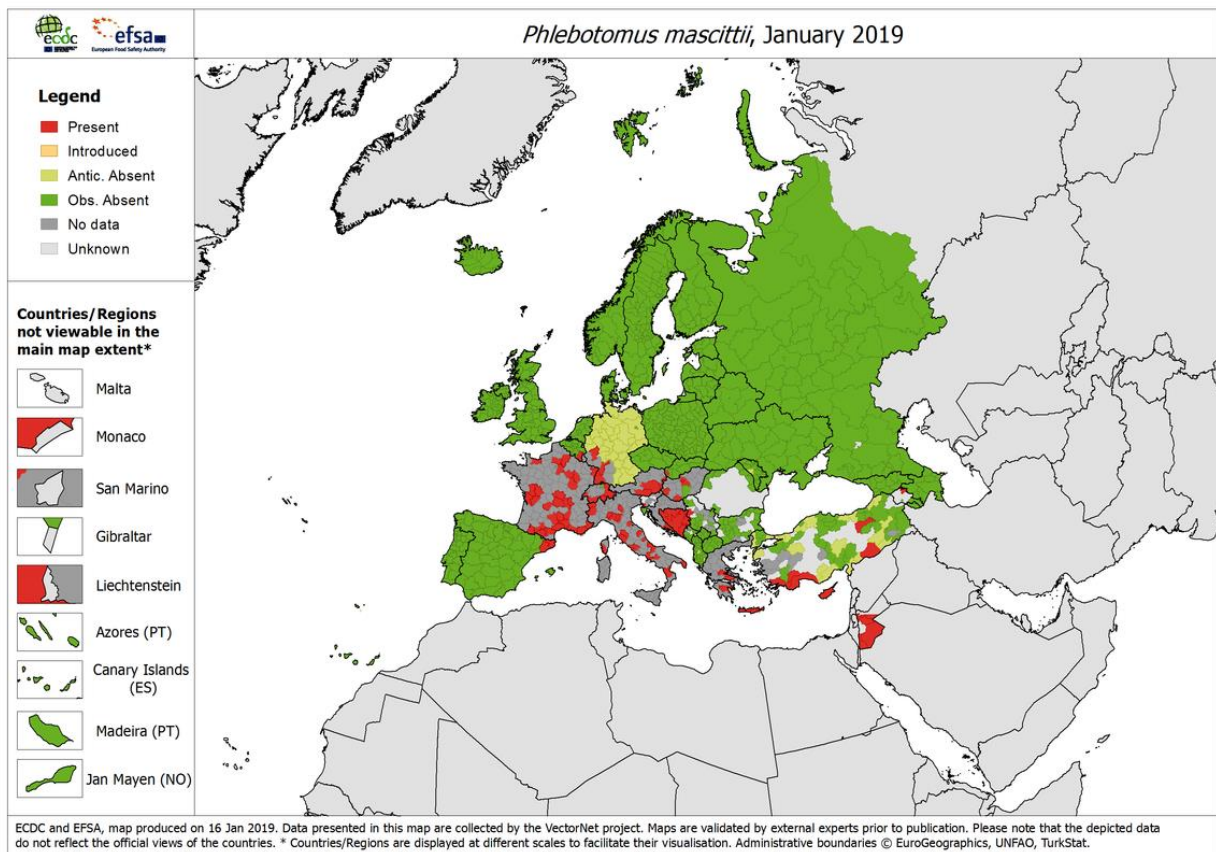 ecdc
efsa
European Food Safety Authority
Phlebotomus mascittii, January 2019
Legend
Present
Introduced
Antic. Absent
Obs. Absent
No data
Unknown
Countries/Regions
not viewable in the
main map extent*
Malta
Monaco
San Marino
Gibraltar
Liechtenstein
Azores (PT)
Canary Islands
(ES)
Madeira (PT)
Jan Mayen (NO)
ECDC and EFSA, map produced on 16 Jan 2019. Data presented in this map are collected by the VectorNet project. Maps are validated by external experts prior to publication. Please note that the depicted data
do not reflect the official views of the countries. * Countries/Regions are displayed at different scales to facilitate their visualisation. Administrative boundaries © EuroGeographics, UNFAO, TurkStat.